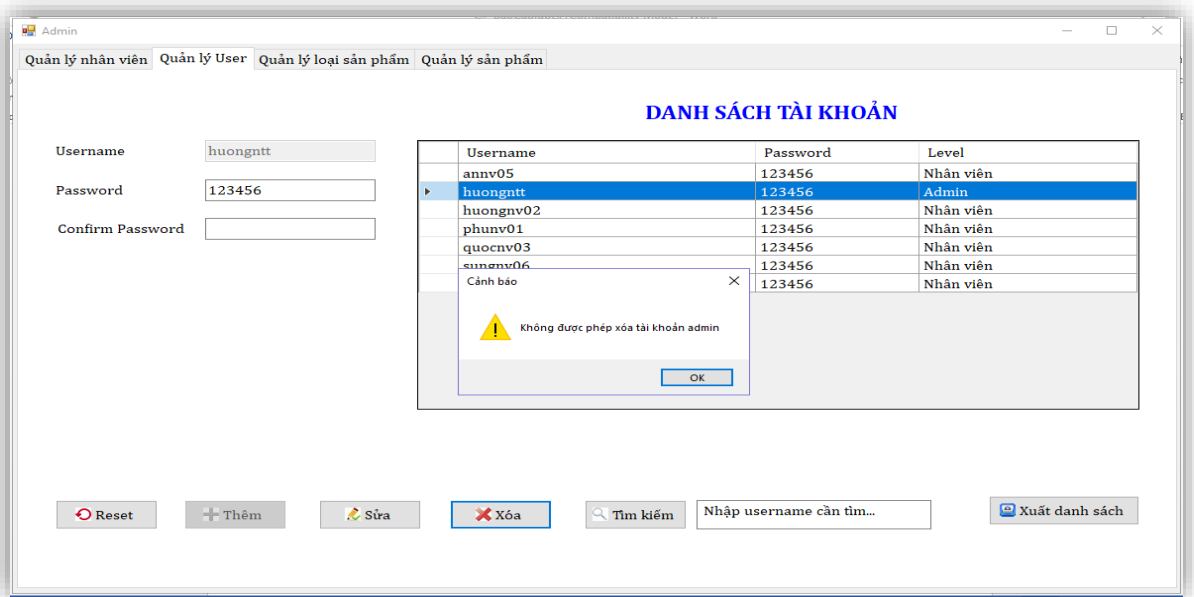 Admin
Quản lý nhân viên Quản lý User Quản lý loại sản phẩm Quản lý sản phẩm
DANH SÁCH TÀI KHOẢN
Username huongntt
Password 123456
Confirm Password
Username Password Level
annv05 123456 Nhân viên
huongntt 123456 Admin
huongnv02 123456 Nhân viên
phunv01 123456 Nhân viên
quocnv03 123456 Nhân viên
sungnv06 123456 Nhân viên
123456 Nhân viên
Cảnh báo
Không được phép xóa tài khoản admin
OK
Reset Thêm Sửa Xóa Tìm kiếm Nhập username cần tìm... Xuất danh sách